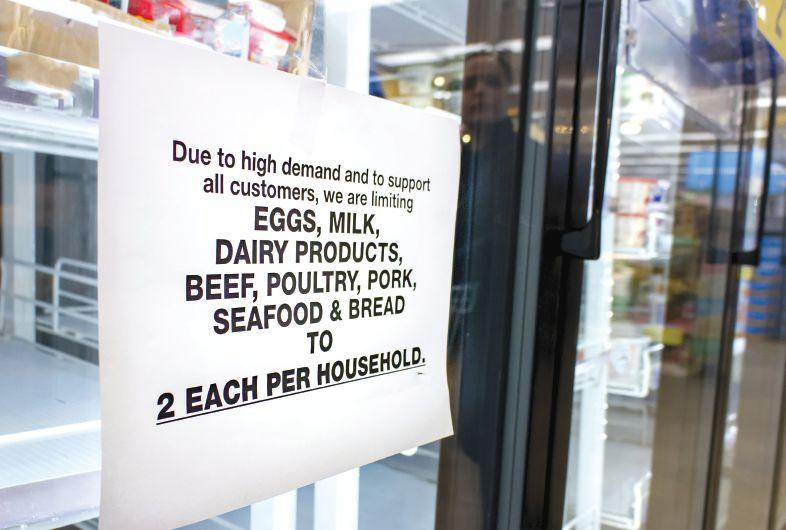 Due to high demand and to support
all customers, we are limiting
EGGS, MILK,
DAIRY PRODUCTS,
BEEF, POULTRY, PORK,
SEAFOOD & BREAD
TO
2 EACH PER HOUSEHOLD.